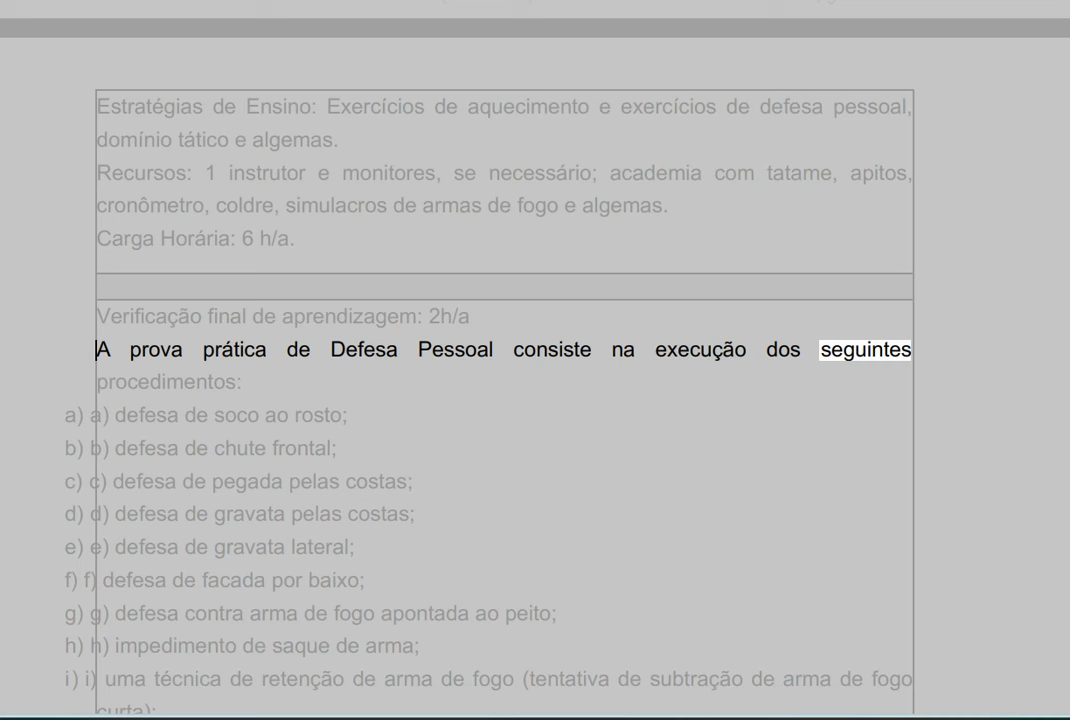 Estratégias de Ensino: Exercícios de aquecimento e exercícios de defesa pessoal,
domínio tático e algemas.
Recursos: 1 instrutor e monitores, se necessário; academia com tatame, apitos,
cronômetro, coldre, simulacros de armas de fogo e algemas.
Carga Horária: 6 h/a.
Verificação final de aprendizagem: 2h/a
A prova prática de Defesa Pessoal consiste na execução dos seguintes
procedimentos:
a) a) defesa de soco ao rosto;
b) b) defesa de chute frontal;
c) c) defesa de pegada pelas costas;
d) d) defesa de gravata pelas costas;
e) e) defesa de gravata lateral;
f) f) defesa de facada por baixo;
g) g) defesa contra arma de fogo apontada ao peito;
h) h) impedimento de saque de arma;
i) i) uma técnica de retenção de arma de fogo (tentativa de subtração de arma de fogo
curta);